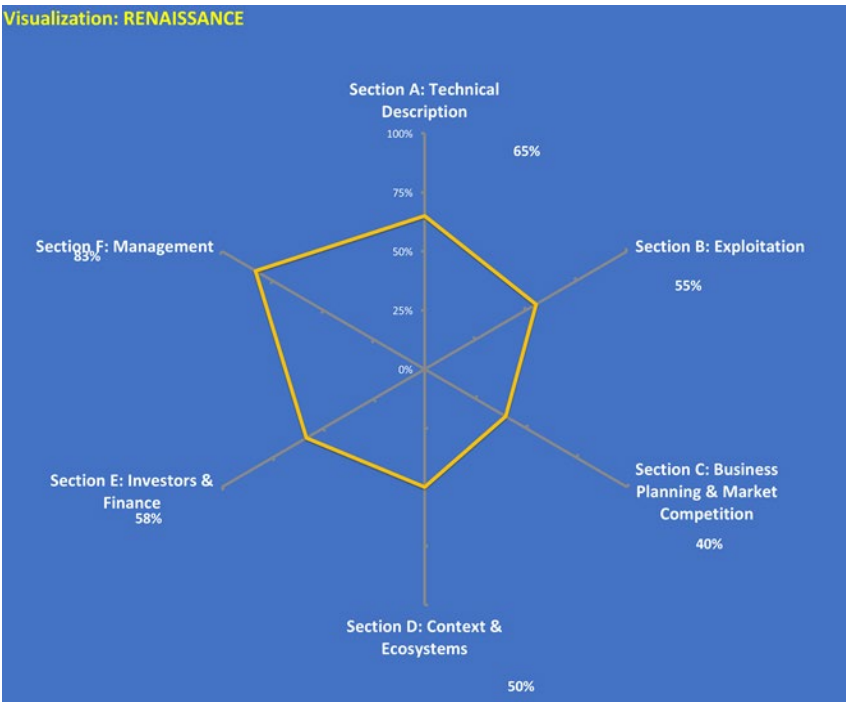 Visualization: RENAISSANCE
Section A: Technical
Description
100%
65%
75%
50%
25%
0%
Section F: Management
83%
Section B: Exploitation
55%
Section E: Investors &
Finance
58%
Section C: Business
Planning & Market
Competition
40%
Section D: Context &
Ecosystems
50%